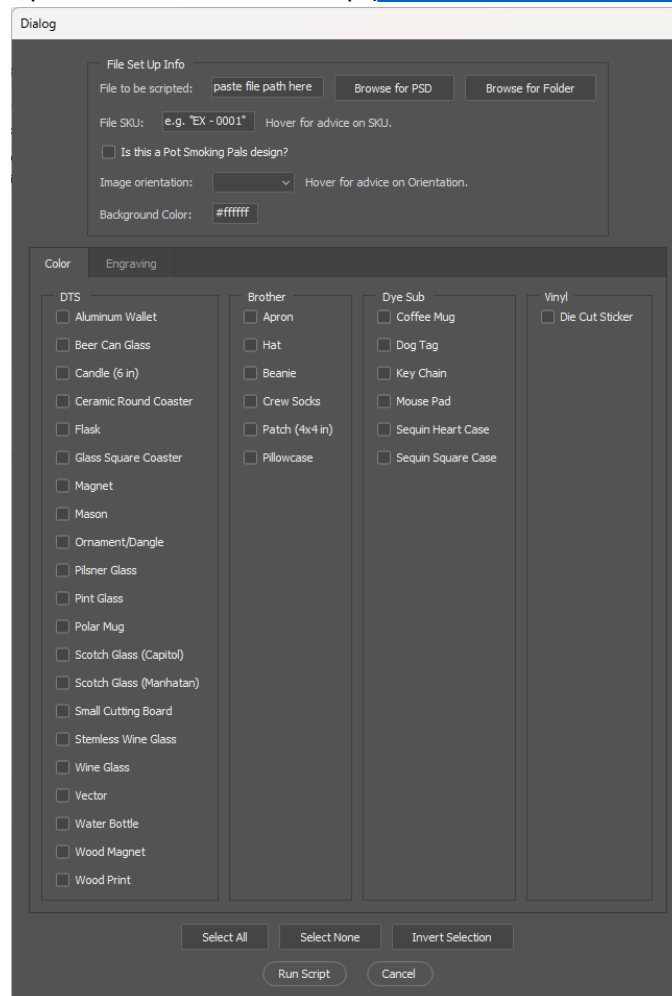 Dialog
File Set Up Info
File to be scripted: paste file path here Browse for PSD Browse for Folder
File SKU: e.g. "EX - 0001" Hover for advice on SKU.
Is this a Pot Smoking Pals design?
Image orientation: Hover for advice on Orientation.
Background Color: #ffffff
Color Engraving
DTS
Aluminum Wallet
Beer Can Glass
Candle (6 in)
Ceramic Round Coaster
Flask
Glass Square Coaster
Magnet
Mason
Ornament/Dangle
Pilsner Glass
Pint Glass
Polar Mug
Scotch Glass (Capitol)
Scotch Glass (Manhatan)
Small Cutting Board
Stemless Wine Glass
Wine Glass
Vector
Water Bottle
Wood Magnet
Wood Print
Brother
Apron
Hat
Beanie
Crew Socks
Patch (4x4 in)
Pillowcase
Dye Sub
Coffee Mug
Dog Tag
Key Chain
Mouse Pad
Sequin Heart Case
Sequin Square Case
Vinyl
Die Cut Sticker
Select All Select None Invert Selection
Run Script Cancel